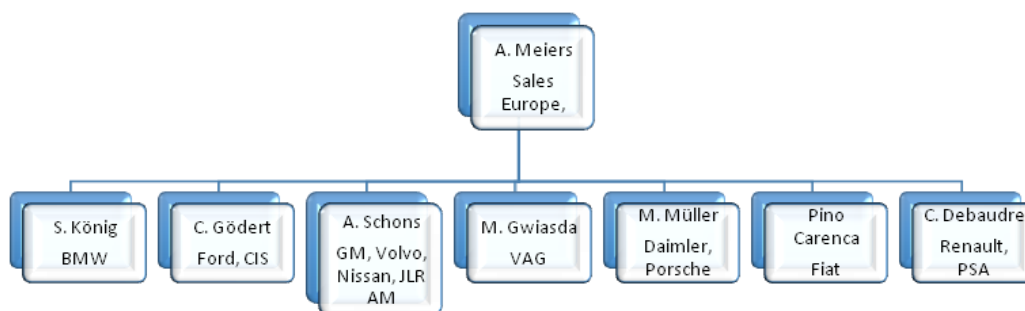 A. Meiers
Sales
Europe,
S. König
BMW
C. Gödert
Ford, CIS
A. Schons
GM, Volvo,
Nissan, JLR
AM
M. Gwiasda
VAG
M. Müller
Daimler,
Porsche
Pino
Carenca
Fiat
C. Debaudre
Renault,
PSA